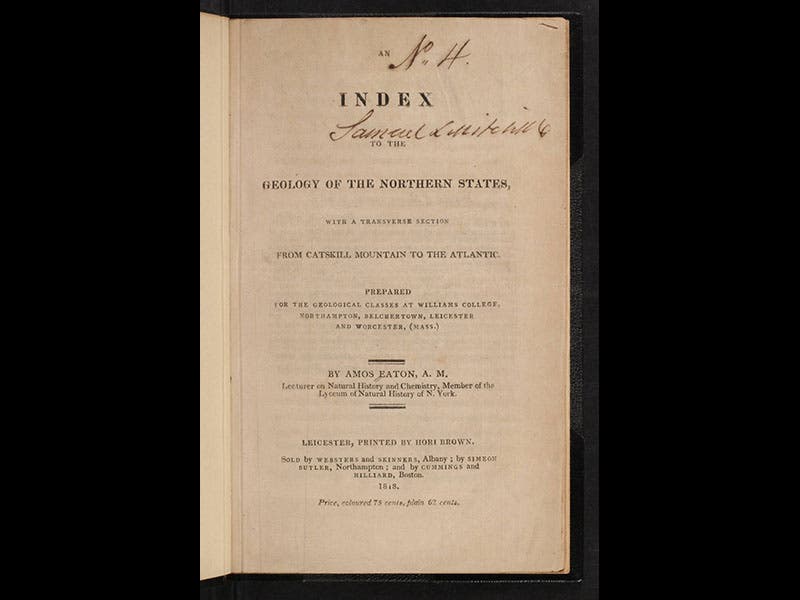 AN
No. 4.
INDEX
Samuel L Mitchill
TO THE
GEOLOGY OF THE NORTHERN STATES,
WITH A TRANSVERSE SECTION
FROM CATSKILL MOUNTAIN TO THE ATLANTIC.
PREPARED
FOR THE GEOLOGICAL CLASSES AT WILLIAMS COLLEGE,
NORTHAMPTON, BELCHERTOWN, LEICESTER
AND WORCESTER, (MASS.)
BY AMOS EATON, A. M.
Lecturer on Natural History and Chemistry, Member of the
Lyceum of Natural History of N. York.
LEICESTER, PRINTED BY HORI BROWN.
SOLD by WEBSTERS and SKINNERS, Albany ; by SIMEON
BUTLER, Northampton ; and by CUMMINGS and
HILLIARD, Boston.
1818.
Price, coloured 75 cents, plain 62 cents.